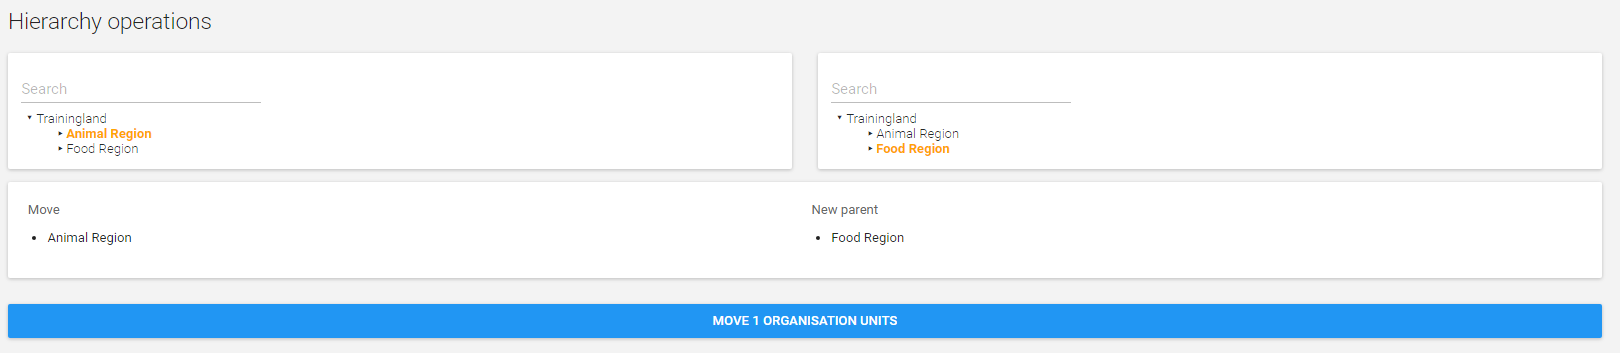 Hierarchy operations
Search
Trainingland
Animal Region
Food Region
Search
Trainingland
Animal Region
Food Region
Move
Animal Region
New parent
Food Region
MOVE 1 ORGANISATION UNITS